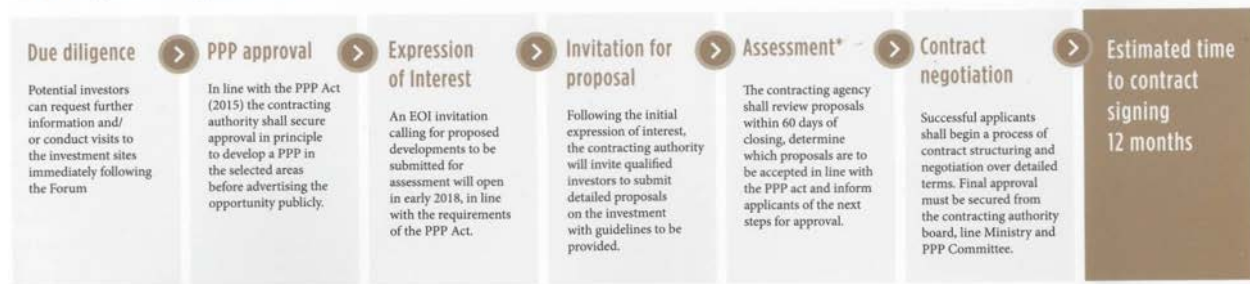 Due diligence
Potential investors
can request further
information and/
or conduct visits to
the investment sites
immediately following
the Forum
PPP approval
In line with the PPP Act
(2015) the contracting
authority shall secure
approval in principle
to develop a PPP in
the selected areas
before advertising the
opportunity publicly.
Expression
of Interest
An EOI invitation
calling for proposed
developments to be
submitted for
assessment will open
in early 2018, in line
with the requirements
of the PPP Act.
Invitation for
proposal
Following the initial
expression of interest,
the contracting authority
will invite qualified
investors to submit
detailed proposals
on the investment
with guidelines to be
provided.
Assessment*
The contracting agency
shall review proposals
within 60 days of
closing, determine
which proposals are to
be accepted in line with
the PPP act and inform
applicants of the next
steps for approval.
Contract
negotiation
Successful applicants
shall begin a process of
contract structuring and
negotiation over detailed
terms. Final approval
must be secured from
the contracting authority
board, line Ministry and
PPP Committee.
Estimated time
to contract
signing
12 months